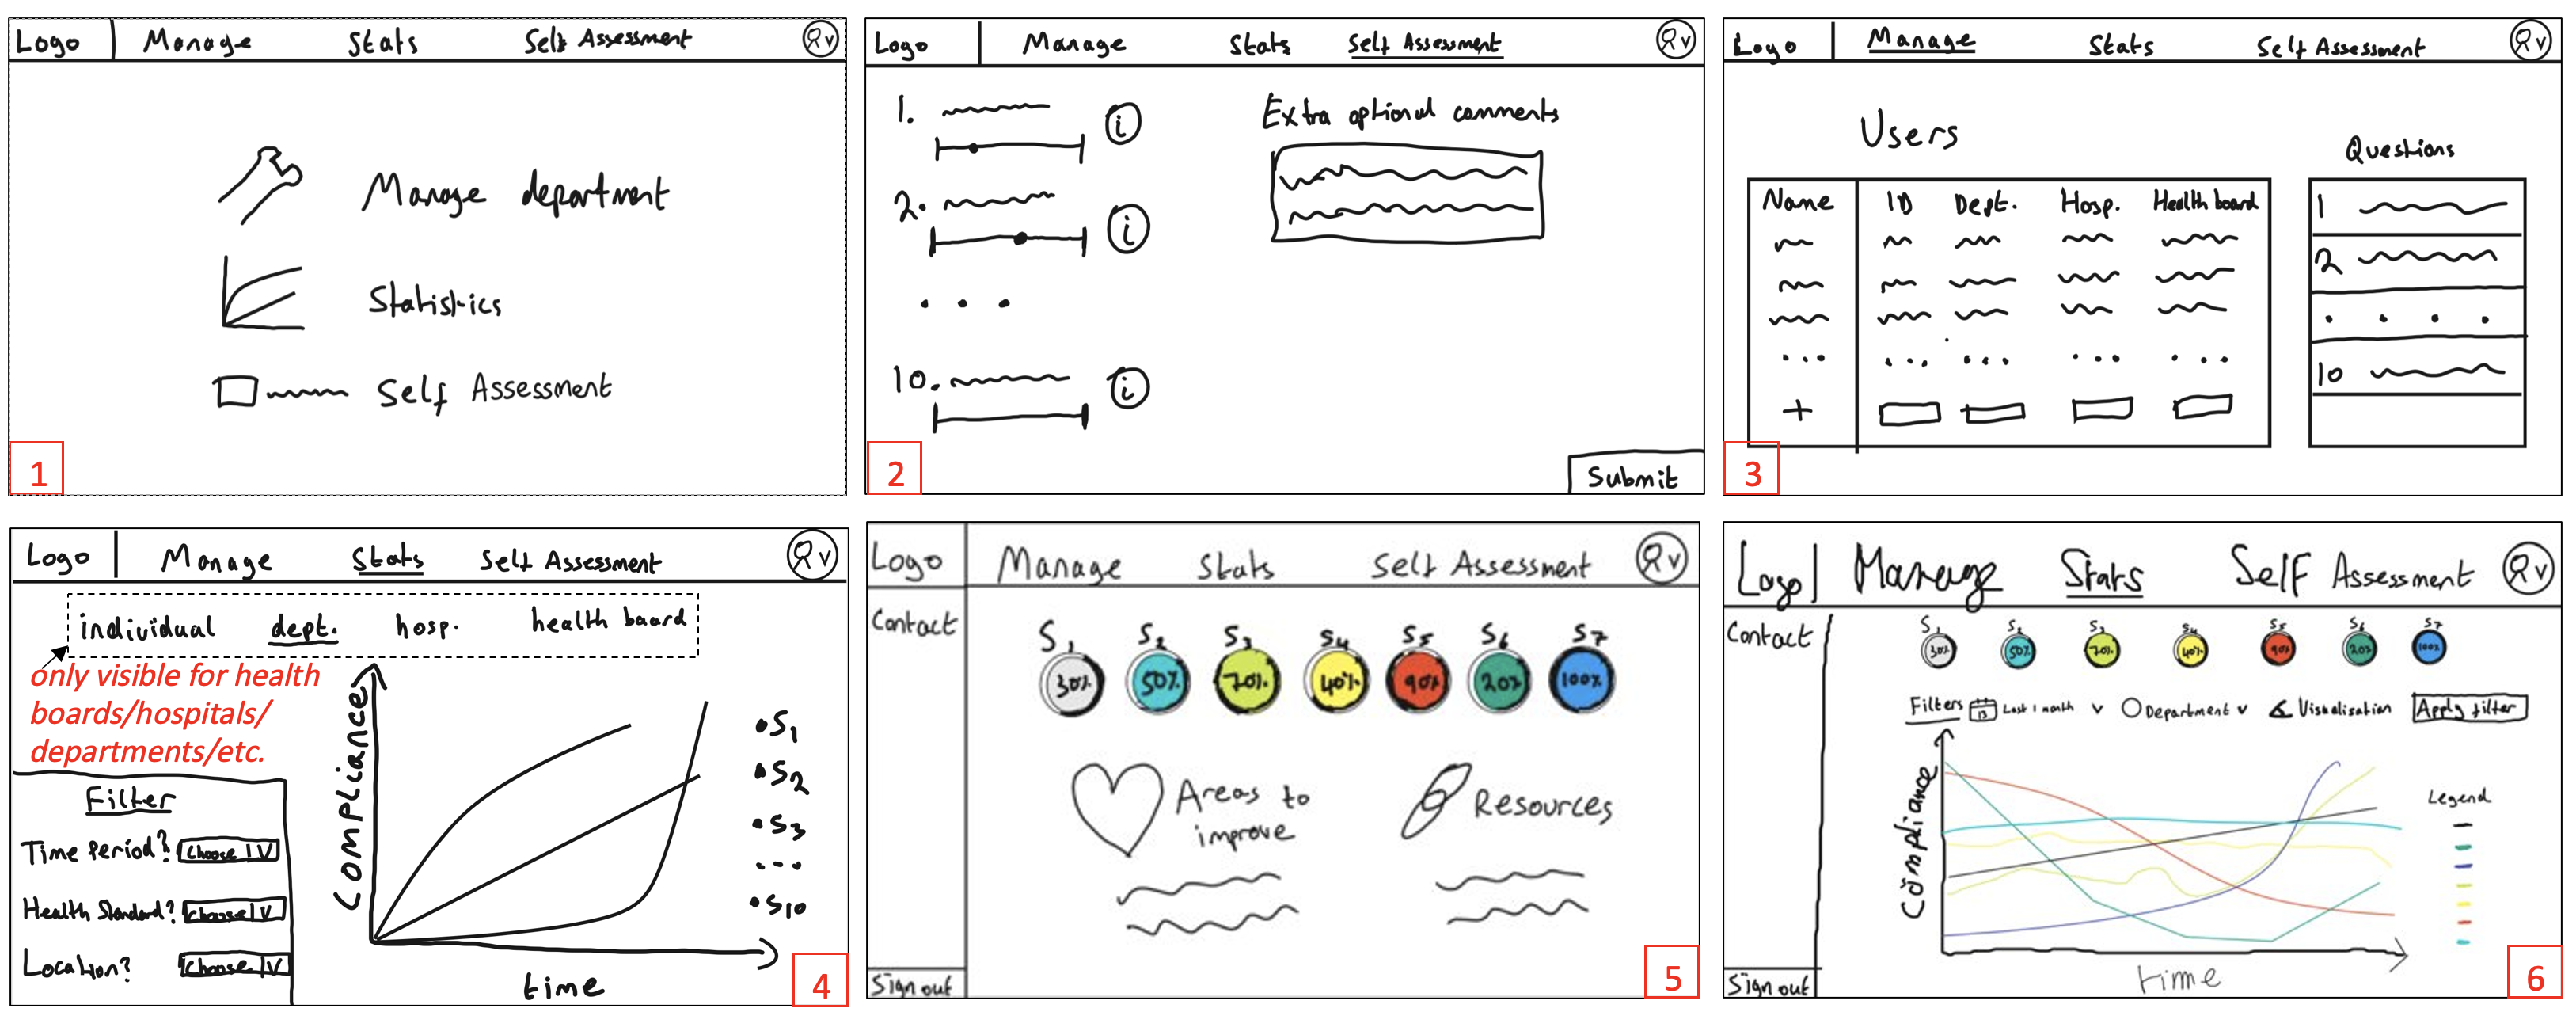 Logo Manage Stats Self Assessment
Manage department
Statistics
Self Assessment
1
Logo Manage Stats Self Assessment
1. i
Extra optional comments
2. i
10. i
Submit
2
Logo Manage Stats Self Assessment
Users
Questions
Name ID Dept. Hosp. Health board
1
2
10
+
3
Logo Manage Stats Self Assessment
individual dept. hosp. health board
only visible for health
boards/hospitals/
departments/etc.
Filter
Time Period? Choose
Health Standard? Choose
Location? Choose
Compliance
time
S1
S2
S3
S10
4
Logo Manage Stats Self Assessment
Contact
S1 S2 S3 S4 S5 S6 S7
30% 50% 70% 40% 90% 20% 100%
Areas to
improve
Resources
Sign out
5
Logo Manage Stats Self Assessment
Contact
S1 S2 S3 S4 S5 S6 S7
30% 50% 70% 40% 90% 20% 100%
Filters 13 Last 1 month Department Visualisation Apply filter
Compliance
Legend
time
Sign out
6